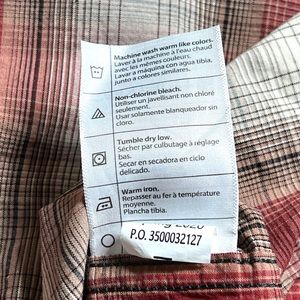 Machine wash warm like colors.
Laver à la machine à l'eau chaud
avec les mêmes couleurs.
Lavar a máquina con agua tibia,
junto a colores similares.
Non-chlorine bleach.
Utiliser un javellisant non chloré
seulement.
Usar solamente blanqueador sin
cloro.
Tumble dry low.
Sécher par culbutage à réglage
bas.
Secar en secadora en ciclo
delicado.
Warm iron.
Repasser au fer à température
moyenne.
Plancha tibia.
2020
P.O. 3500032127